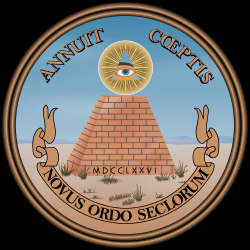 ANNUIT CŒPTIS
MDCCLXXVI
NOVUS ORDO SECLORUM